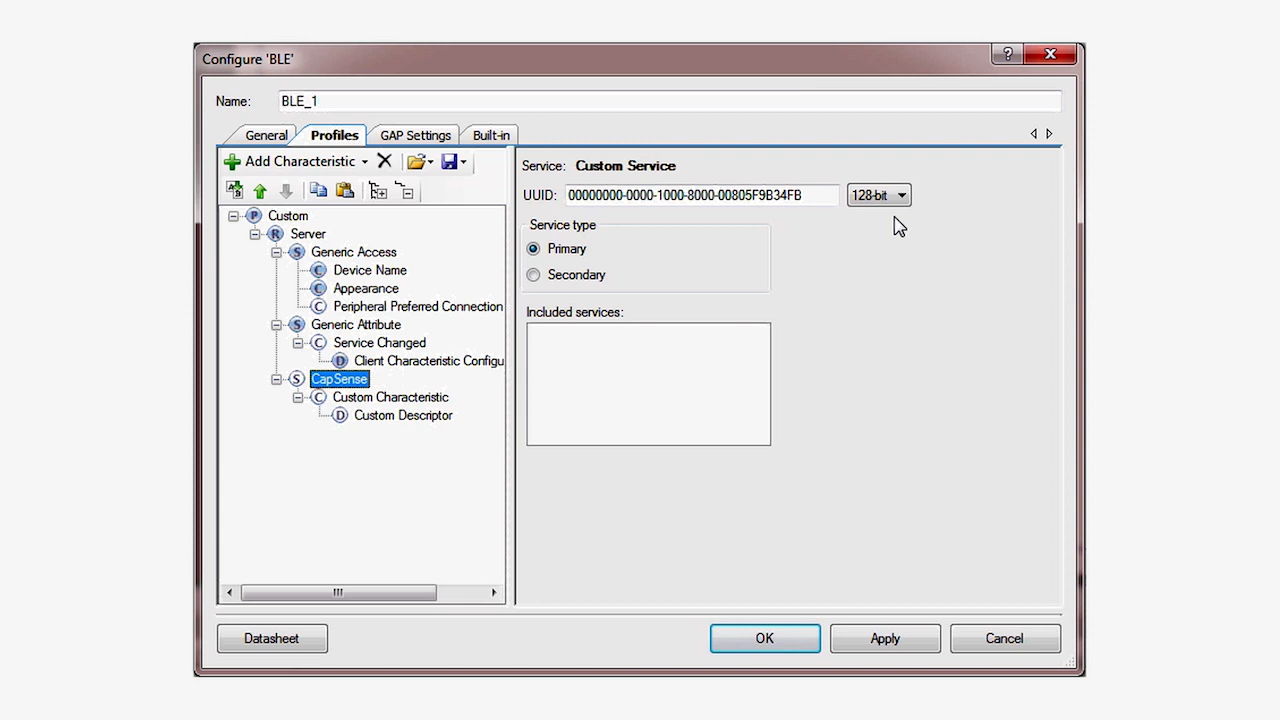 Configure 'BLE'
Name: BLE_1
General Profiles GAP Settings Built-in
Add Characteristic
Service: Custom Service
UUID: 00000000-0000-1000-8000-00805F9B34FB 128-bit
Service type
Primary
Secondary
Included services:
P Custom
R Server
S Generic Access
C Device Name
C Appearance
C Peripheral Preferred Connection
S Generic Attribute
C Service Changed
D Client Characteristic Configu
S CapSense
C Custom Characteristic
D Custom Descriptor
Datasheet OK Apply Cancel